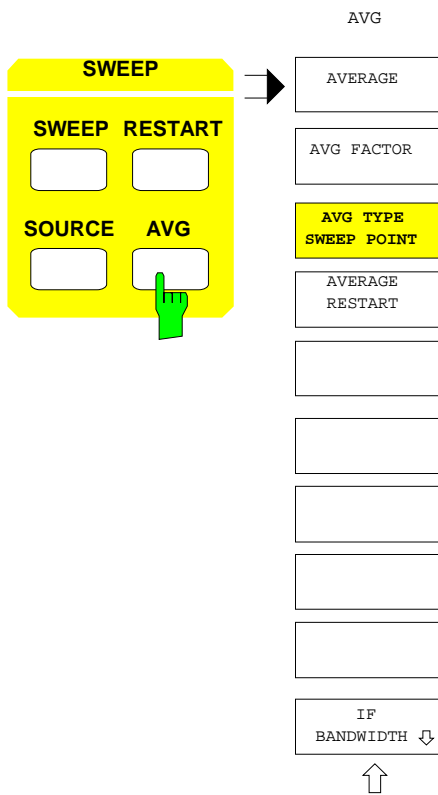 SWEEP
SWEEP RESTART
SOURCE AVG
AVG
AVERAGE
AVG FACTOR
AVG TYPE
SWEEP POINT
AVERAGE
RESTART
IF
BANDWIDTH